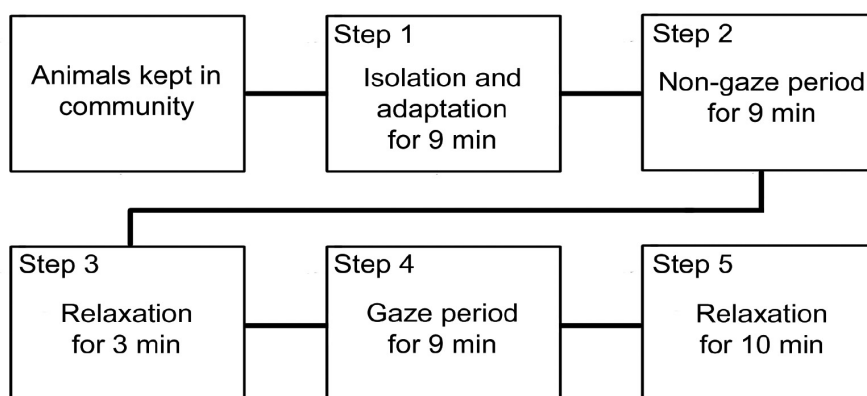 Animals kept in
community
Step 1
Isolation and
adaptation
for 9 min
Step 2
Non-gaze period
for 9 min
Step 3
Relaxation
for 3 min
Step 4
Gaze period
for 9 min
Step 5
Relaxation
for 10 min